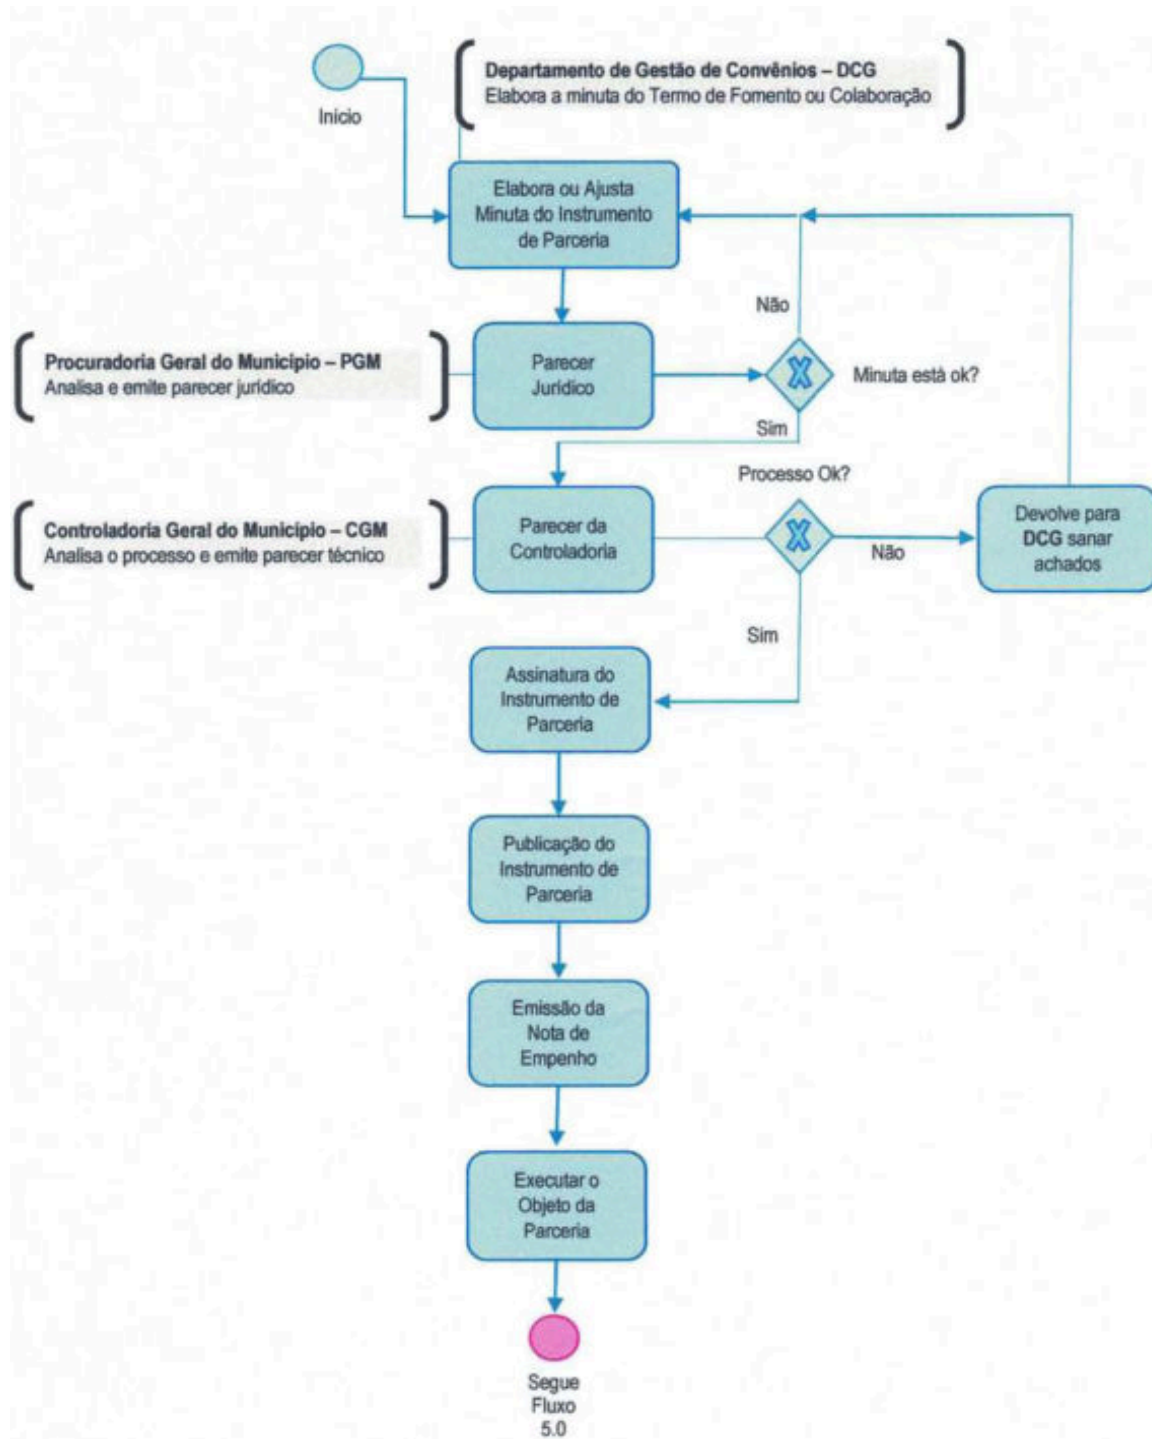 Departamento de Gestão de Convênios – DCG
Elabora a minuta do Termo de Fomento ou Colaboração
Início
Elabora ou Ajusta
Minuta do Instrumento
de Parceria
Não
Procuradoria Geral do Município – PGM
Analisa e emite parecer jurídico
Parecer
Jurídico
Minuta está ok?
Sim
Processo Ok?
Controladoria Geral do Município – CGM
Analisa o processo e emite parecer técnico
Parecer da
Controladoria
Não
Devolve para
DCG sanar
achados
Sim
Assinatura do
Instrumento de
Parceria
Publicação do
Instrumento de
Parceria
Emissão da
Nota de
Empenho
Executar o
Objeto da
Parceria
Segue
Fluxo
5.0